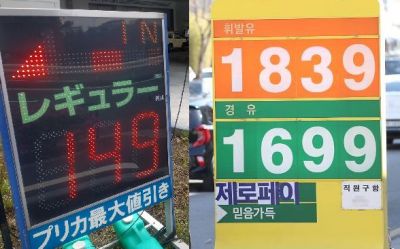 IN
レギュラー
149
プリカ最大値引き
휘발유
1839
경유
1699
제로페이
믿음가득
직원구함